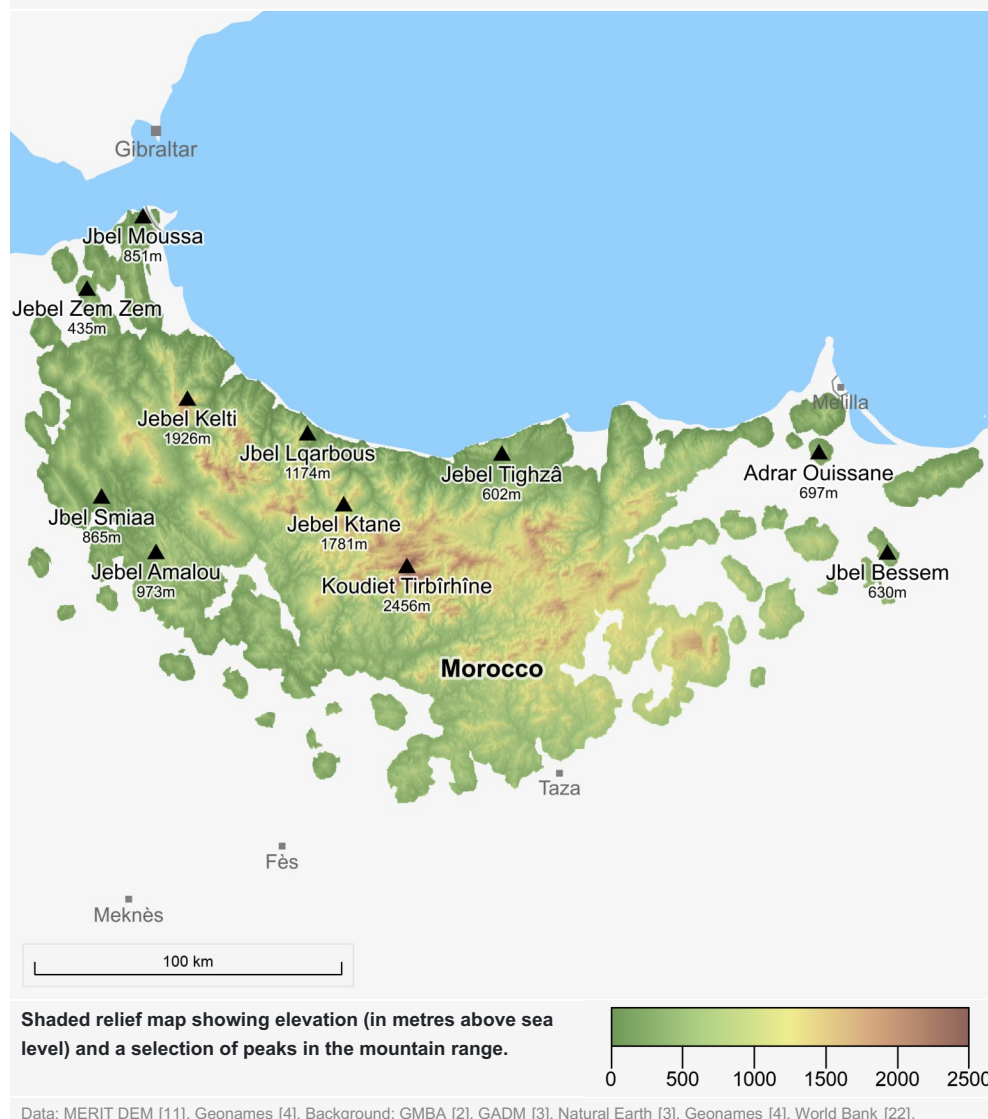 Gibraltar
Jbel Moussa
851m
Jebel Zem Zem
435m
Melilla
Jebel Kelti
1926m
Jbel Lqarbous
1174m
Jebel Tighzâ
602m
Adrar Ouissane
697m
Jbel Smiaa
865m
Jebel Ktane
1781m
Jebel Amalou
973m
Koudiet Tirbîrhîne
2456m
Jbel Bessem
630m
Morocco
Taza
Fès
Meknès
100 km
Shaded relief map showing elevation (in metres above sea
level) and a selection of peaks in the mountain range.
0 500 1000 1500 2000 2500
Data: MERIT DEM [11], Geonames [4]. Background: GMBA [2], GADM [3], Natural Earth [3], Geonames [4], World Bank [22].